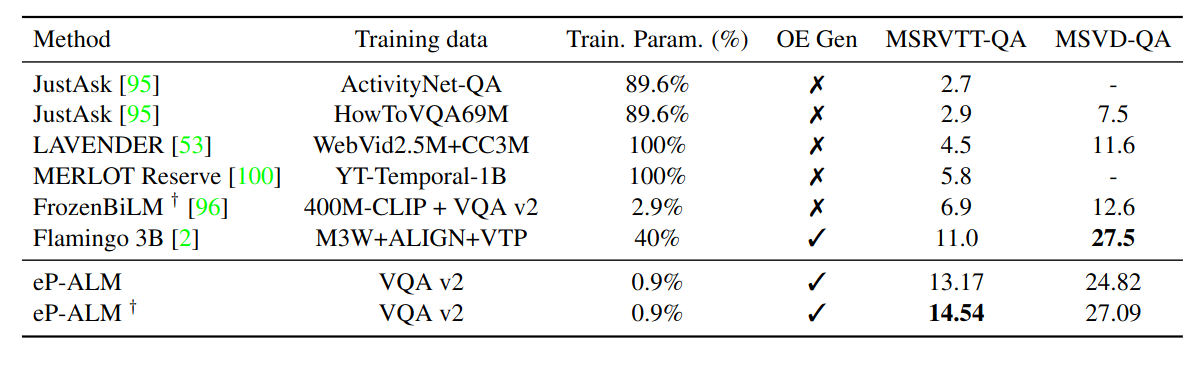 Method Training data Train. Param. (%) OE Gen MSRVTT-QA MSVD-QA
JustAsk [95] ActivityNet-QA 89.6% ✗ 2.7 -
JustAsk [95] HowToVQA69M 89.6% ✗ 2.9 7.5
LAVENDER [53] WebVid2.5M+CC3M 100% ✗ 4.5 11.6
MERLOT Reserve [100] YT-Temporal-1B 100% ✗ 5.8 -
FrozenBiLM † [96] 400M-CLIP + VQA v2 2.9% ✗ 6.9 12.6
Flamingo 3B [2] M3W+ALIGN+VTP 40% ✓ 11.0 27.5
eP-ALM VQA v2 0.9% ✓ 13.17 24.82
eP-ALM † VQA v2 0.9% ✓ 14.54 27.09